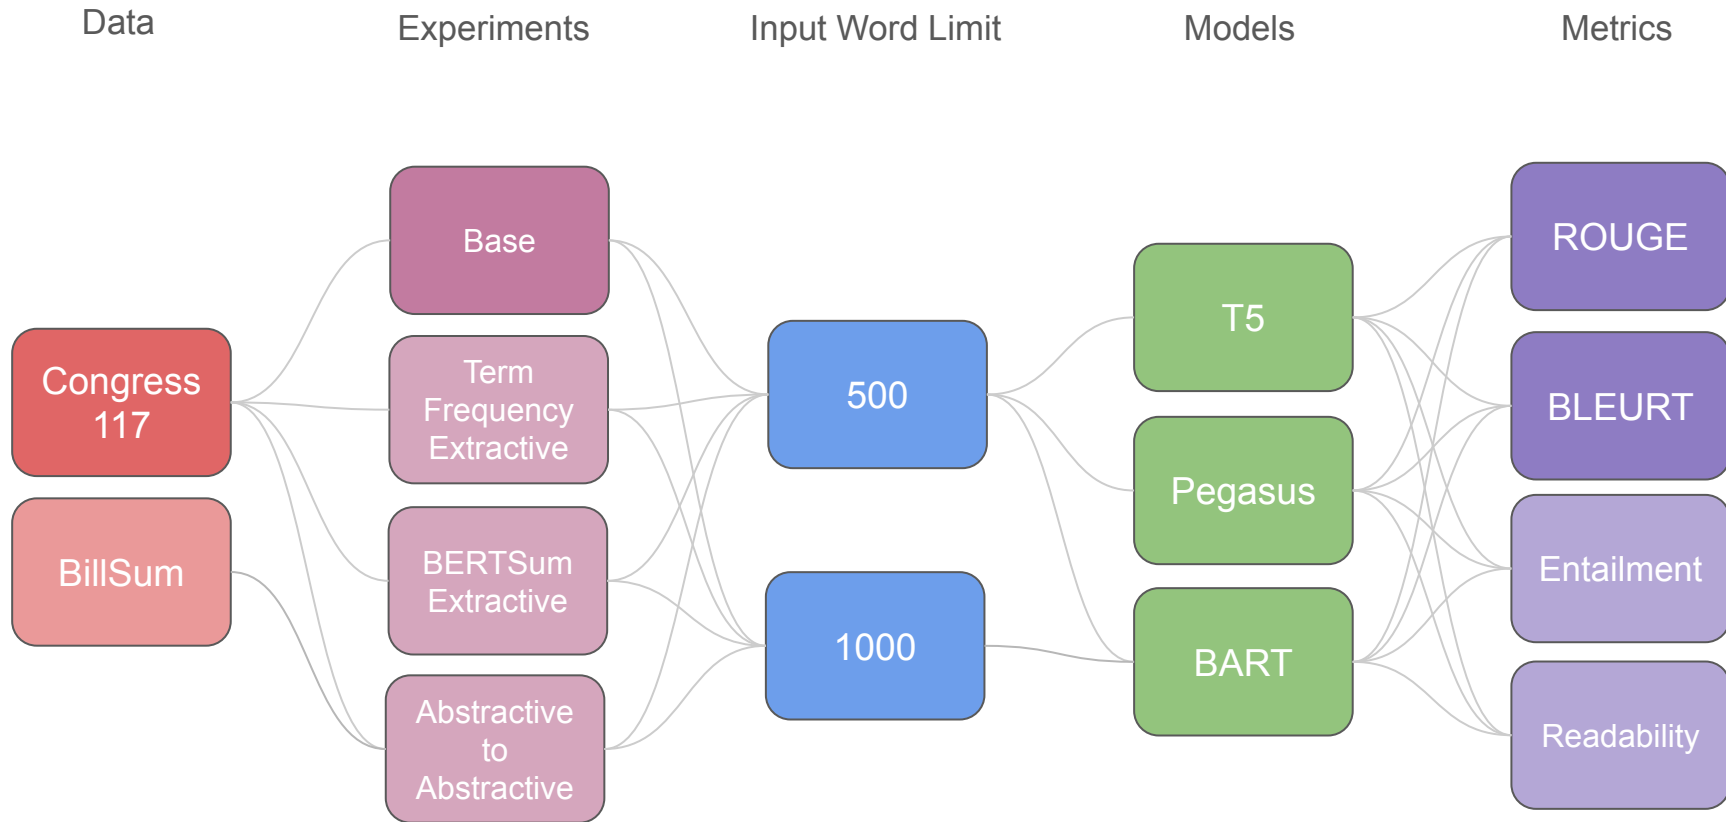 Data
Experiments
Input Word Limit
Models
Metrics
Congress
117
BillSum
Base
Term
Frequency
Extractive
BERTSum
Extractive
Abstractive
to
Abstractive
500
1000
T5
Pegasus
BART
ROUGE
BLEURT
Entailment
Readability